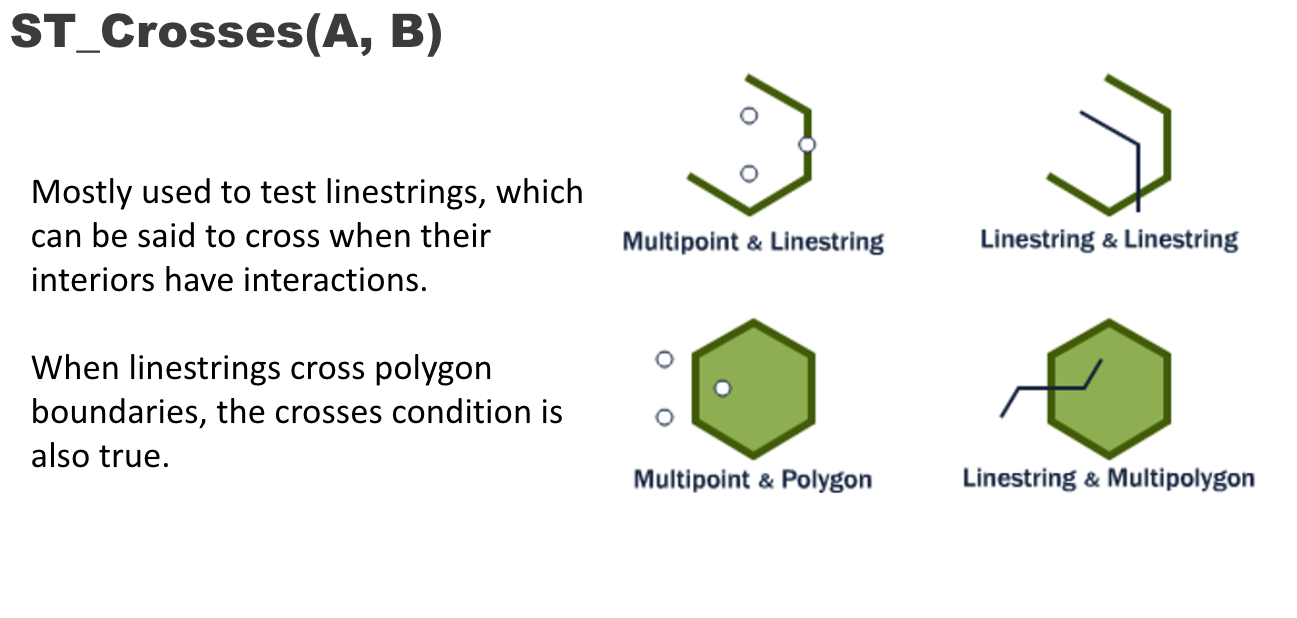 ST_Crosses(A, B)
Mostly used to test linestrings, which
can be said to cross when their
interiors have interactions.
When linestrings cross polygon
boundaries, the crosses condition is
also true.
Multipoint & Linestring
Linestring & Linestring
Multipoint & Polygon
Linestring & Multipolygon